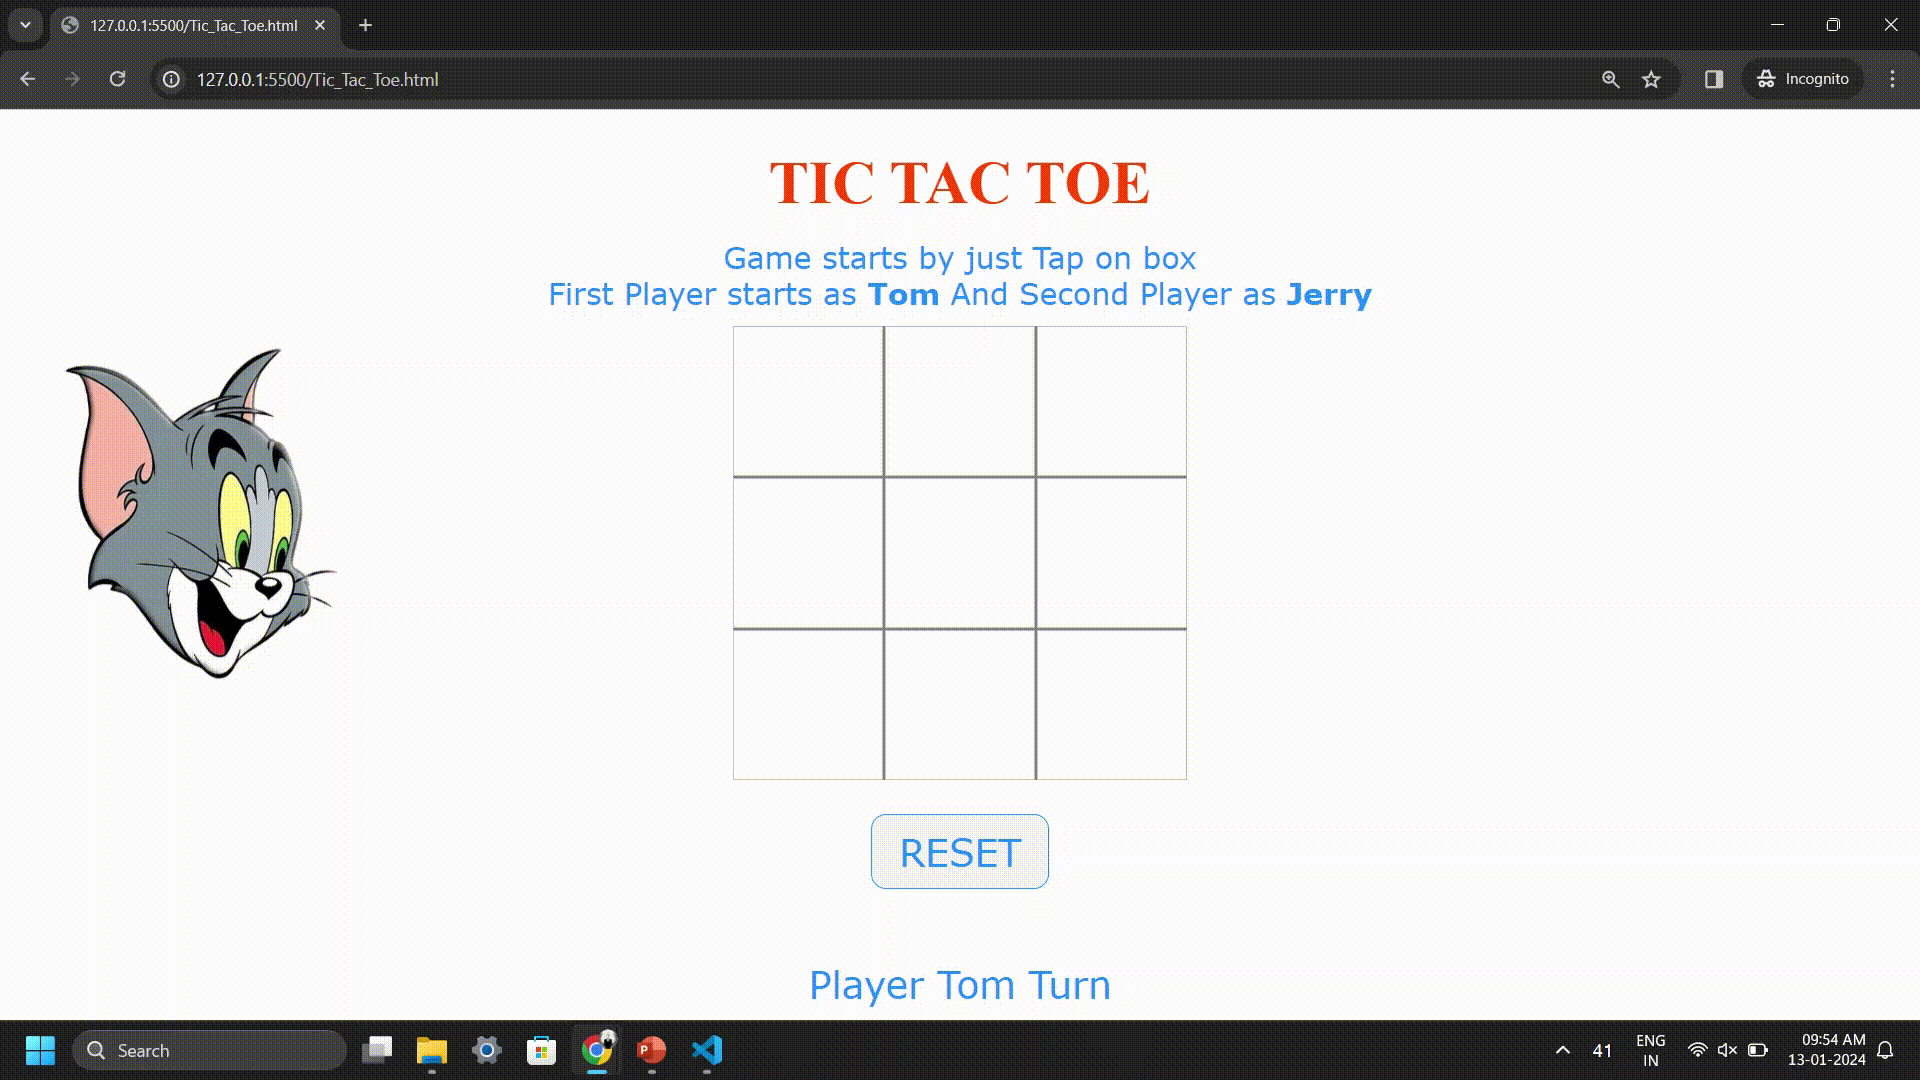 127.0.0.1:5500/Tic_Tac_Toe.html
127.0.0.1:5500/Tic_Tac_Toe.html
Incognito
TIC TAC TOE
Game starts by just Tap on box
First Player starts as Tom And Second Player as Jerry
RESET
Player Tom Turn
Search
P
41
ENG
IN
09:54 AM
13-01-2024